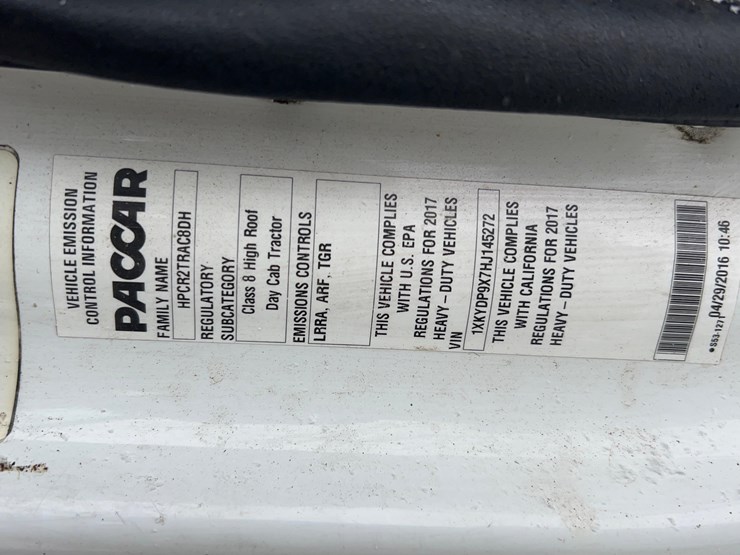 VEHICLE EMISSION
CONTROL INFORMATION
PACCAR
FAMILY NAME
HPCR2TRAC8DH
REGULATORY
SUBCATEGORY
Class 8 High Roof
Day Cab Tractor
EMISSIONS CONTROLS
LRRA, ARF, TGR
THIS VEHICLE COMPLIES
WITH U.S. EPA
REGULATIONS FOR 2017
HEAVY – DUTY VEHICLES
VIN
1XKYDP9X7HJ145272
THIS VEHICLE COMPLIES
WITH CALIFORNIA
REGULATIONS FOR 2017
HEAVY – DUTY VEHICLES
04/29/2016 10:46